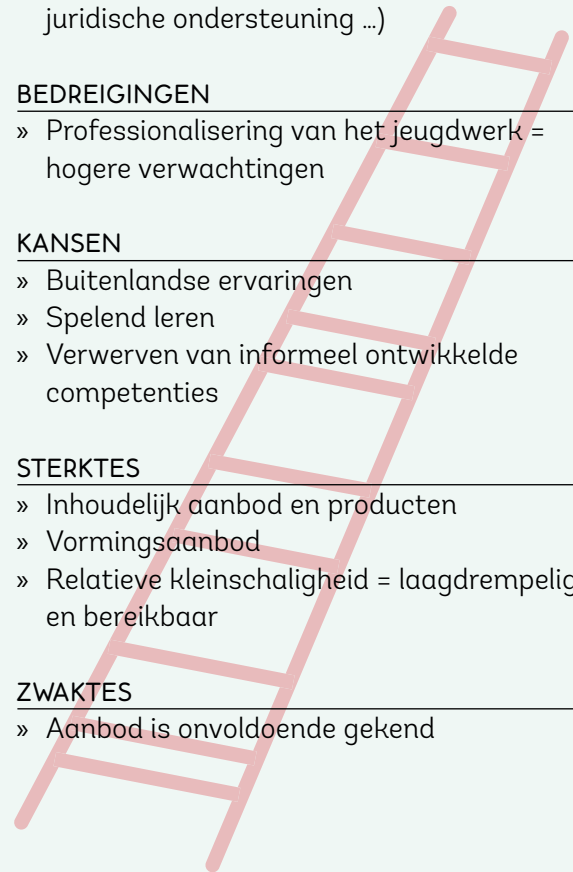 juridische ondersteuning …)
BEDREIGINGEN
» Professionalisering van het jeugdwerk =
hogere verwachtingen
KANSEN
» Buitenlandse ervaringen
» Spelend leren
» Verwerven van informeel ontwikkelde
competenties
STERKTES
» Inhoudelijk aanbod en producten
» Vormingsaanbod
» Relatieve kleinschaligheid = laagdrempelig
en bereikbaar
ZWAKTES
» Aanbod is onvoldoende gekend